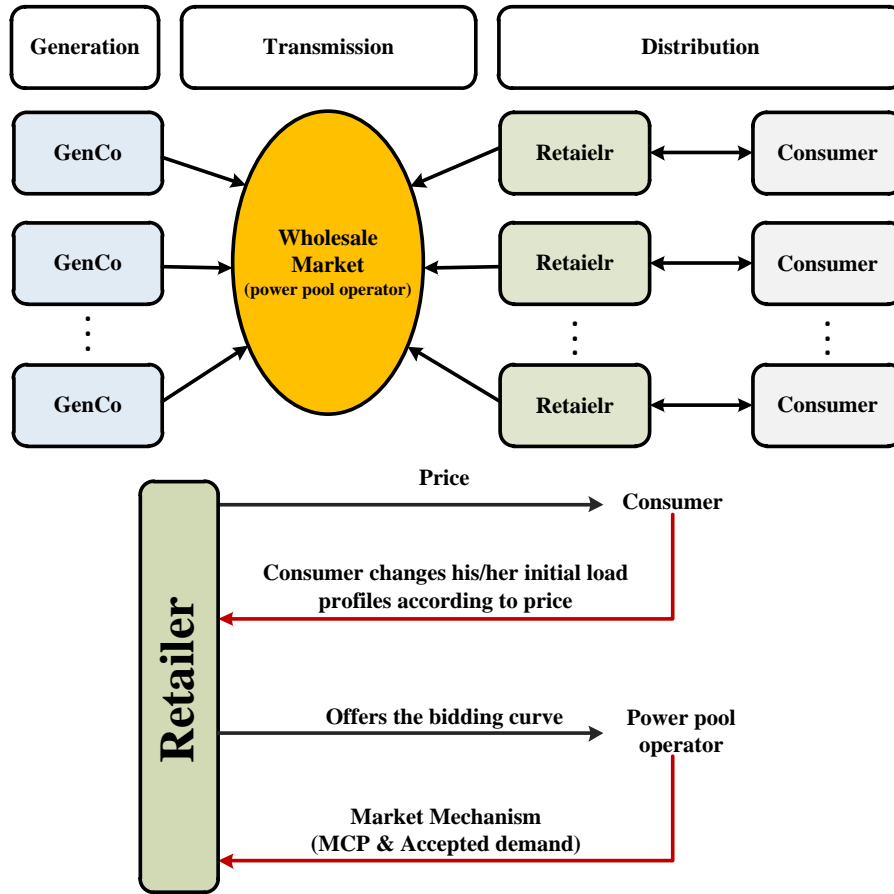 Generation
Transmission
Distribution
GenCo
Retaielr
Consumer
GenCo
Wholesale
Market
(power pool operator)
Retaielr
Consumer
GenCo
Retaielr
Consumer
Price
Consumer
Consumer changes his/her initial load
profiles according to price
Retailer
Offers the bidding curve
Power pool
operator
Market Mechanism
(MCP & Accepted demand)